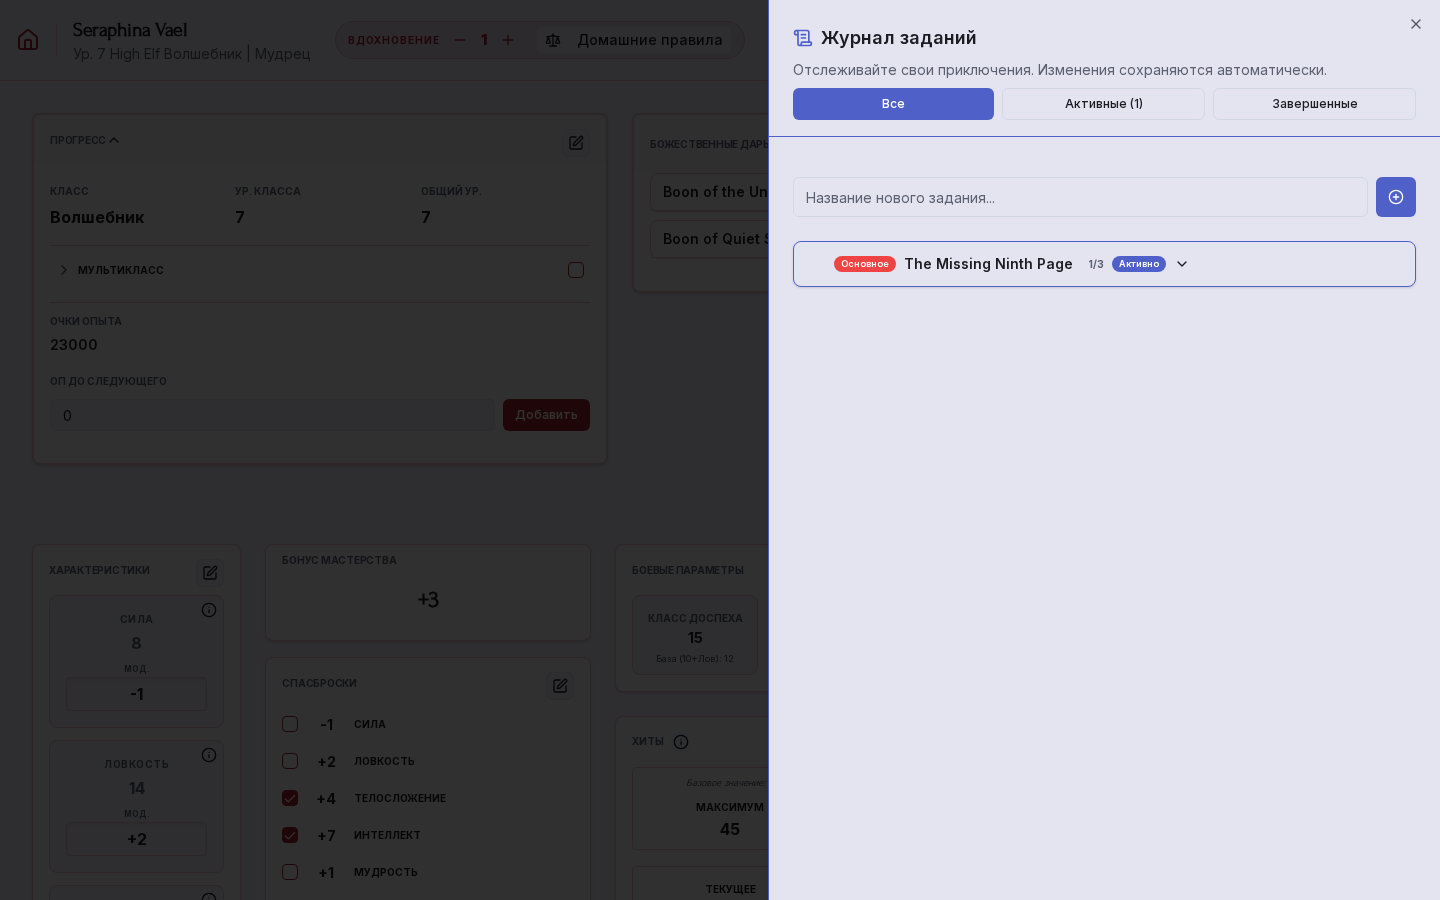 Seraphina Vael
Ур. 7 High Elf Волшебник | Мудрец
ВДОХНОВЕНИЕ
1
Домашние правила
ПРОГРЕСС
КЛАСС
УР. КЛАССА
ОБЩИЙ УР.
Волшебник
7
7
МУЛЬТИКЛАСС
ОЧКИ ОПЫТА
23000
ОП ДО СЛЕДУЮЩЕГО
0
Добавить
БОЖЕСТВЕННЫЕ ДАРЫ
Boon of the Un
Boon of Quiet S
ХАРАКТЕРИСТИКИ
СИЛА
8
МОД.
-1
ЛОВКОСТЬ
14
МОД.
+2
БОНУС МАСТЕРСТВА
+3
СПАСБРОСКИ
-1 СИЛА
+2 ЛОВКОСТЬ
+4 ТЕЛОСЛОЖЕНИЕ
+7 ИНТЕЛЛЕКТ
+1 МУДРОСТЬ
БОЕВЫЕ ПАРАМЕТРЫ
КЛАСС ДОСПЕХА
15
База (10+Лов): 12
ХИТЫ
Базовое значение:
МАКСИМУМ
45
ТЕКУЩЕЕ
Журнал заданий
Отслеживайте свои приключения. Изменения сохраняются автоматически.
Все
Активные (1)
Завершенные
Название нового задания...
Основное The Missing Ninth Page 1/3 Активно